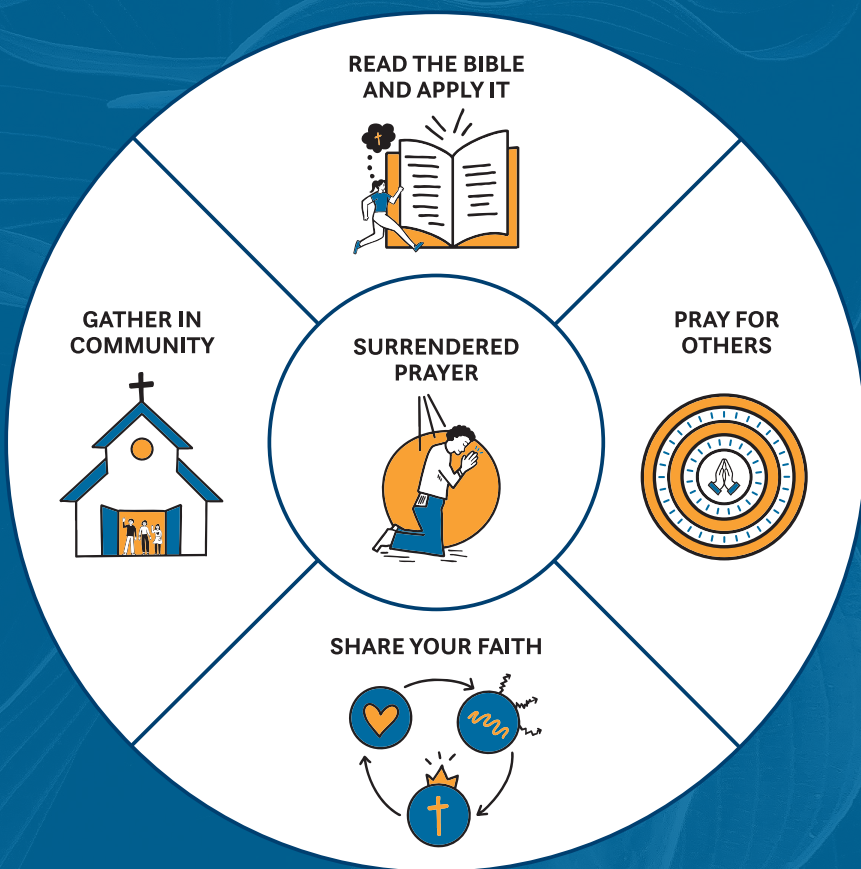 READ THE BIBLE
AND APPLY IT
GATHER IN
COMMUNITY
SURRENDERED
PRAYER
PRAY FOR
OTHERS
SHARE YOUR FAITH